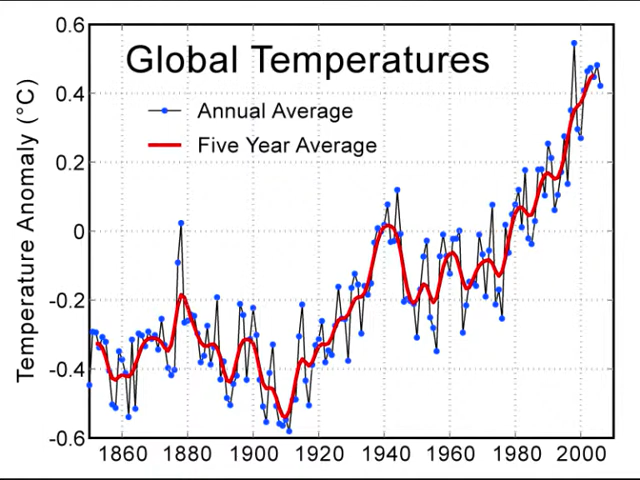 Global Temperatures
Annual Average
Five Year Average
Temperature Anomaly (°C)
0.6
0.4
0.2
0
-0.2
-0.4
-0.6
1860 1880 1900 1920 1940 1960 1980 2000